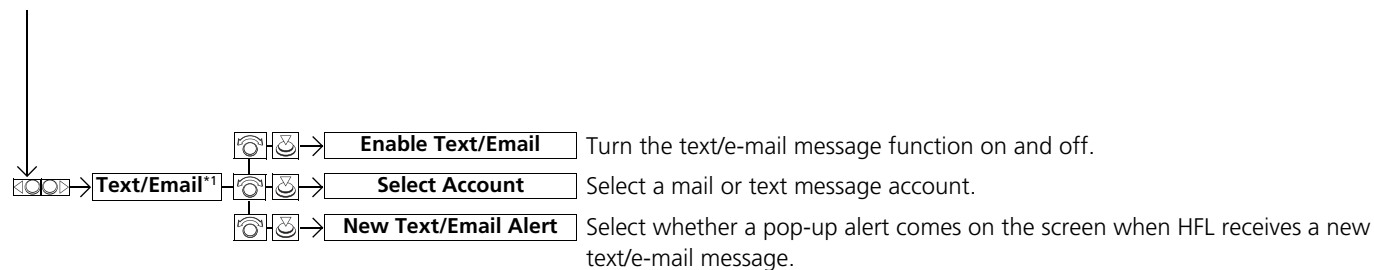 Enable Text/Email Turn the text/e-mail message function on and off.
Text/Email*1 Select Account Select a mail or text message account.
New Text/Email Alert Select whether a pop-up alert comes on the screen when HFL receives a new
text/e-mail message.